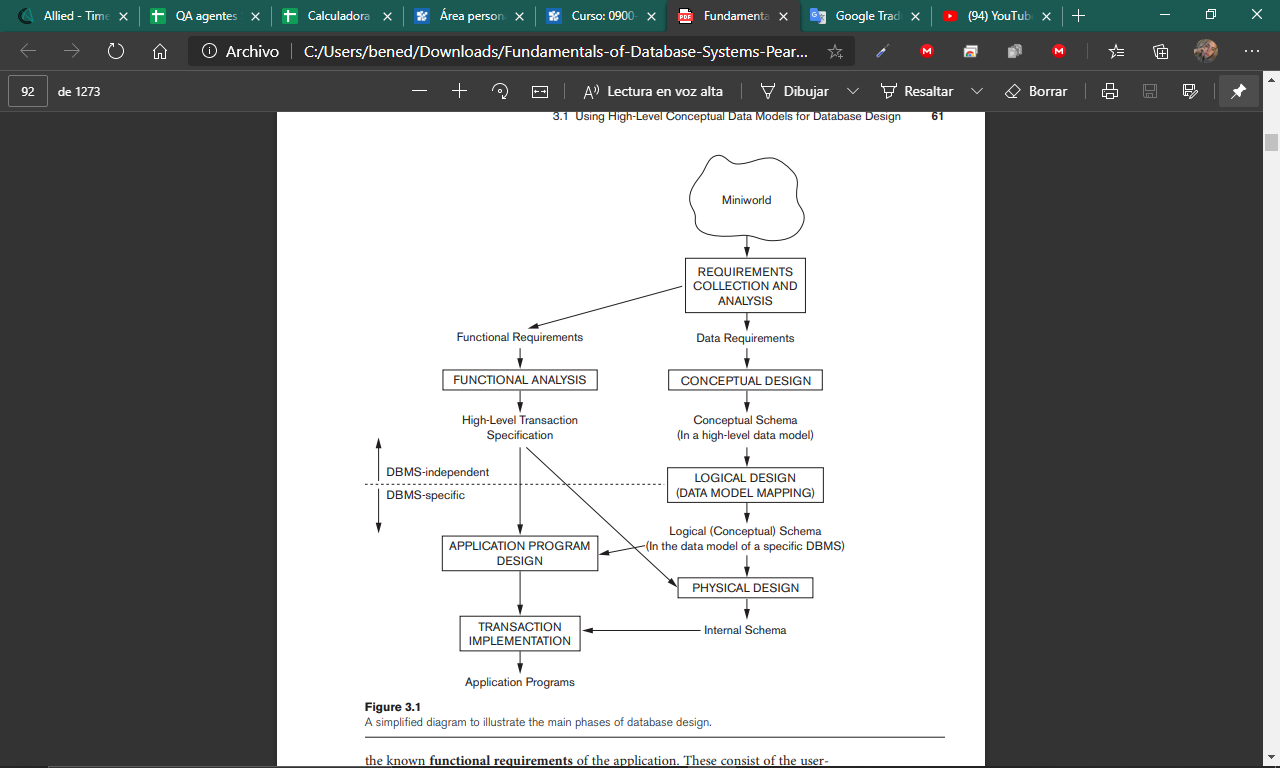 Allied - Time
QA agentes
Calculadora
Área person
Curso: 0900-
Fundamenta
Google Trad
(94) YouTub
Archivo
C:/Users/bened/Downloads/Fundamentals-of-Database-Systems-Pear...
92
de 1273
Lectura en voz alta
Dibujar
Resaltar
Borrar
3.1 Using High-Level Conceptual Data Models for Database Design 61
Miniworld
REQUIREMENTS
COLLECTION AND
ANALYSIS
Functional Requirements
Data Requirements
FUNCTIONAL ANALYSIS
CONCEPTUAL DESIGN
High-Level Transaction
Specification
Conceptual Schema
(In a high-level data model)
DBMS-independent
DBMS-specific
LOGICAL DESIGN
(DATA MODEL MAPPING)
Logical (Conceptual) Schema
(In the data model of a specific DBMS)
APPLICATION PROGRAM
DESIGN
PHYSICAL DESIGN
TRANSACTION
IMPLEMENTATION
Internal Schema
Application Programs
Figure 3.1
A simplified diagram to illustrate the main phases of database design.
the known functional requirements of the application. These consist of the user-